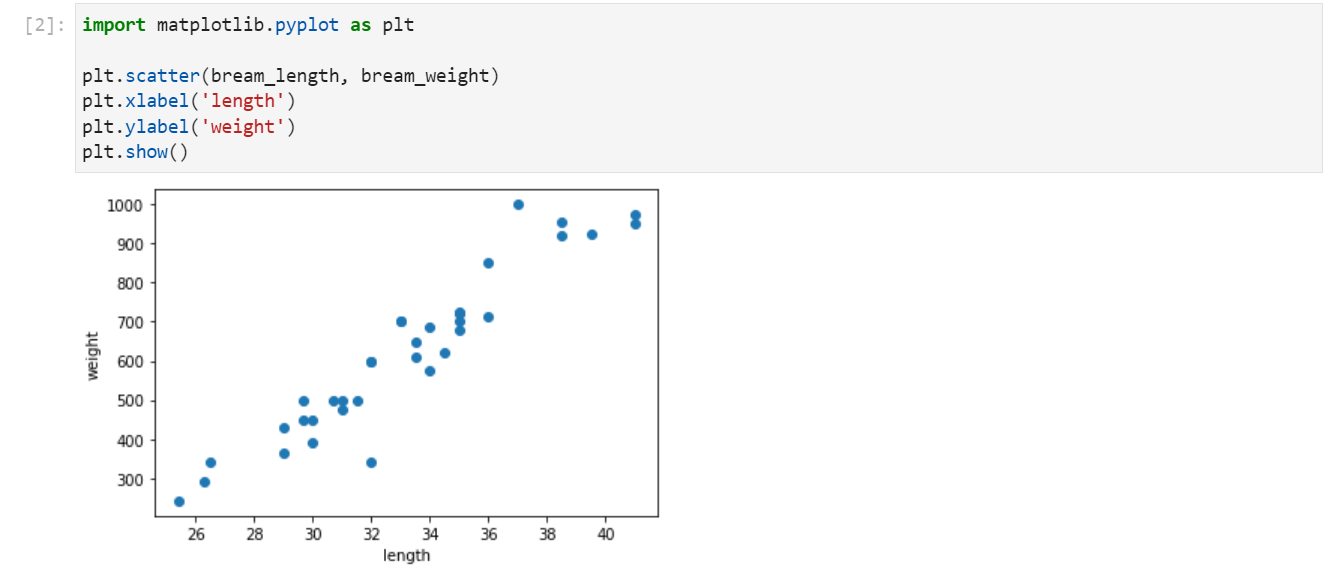 [2]: import matplotlib.pyplot as plt
plt.scatter(bream_length, bream_weight)
plt.xlabel('length')
plt.ylabel('weight')
plt.show()
1000
900
800
700
600
500
400
300
weight
26 28 30 32 34 36 38 40
length